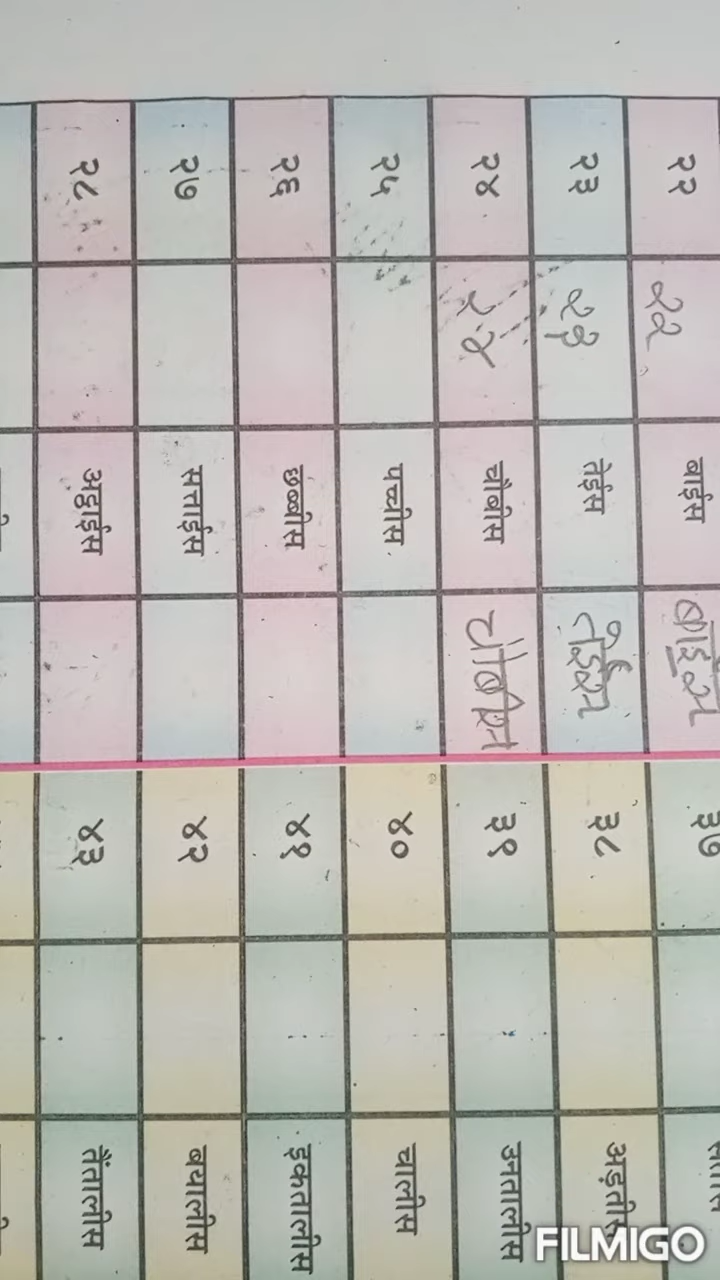 २२ २२ बाईस बाईस ३७
२३ २३ तेईस तेईस ३८ अड़तीस
२४ २४ चौबीस चौबीस ३९ उनतालीस
२५ पच्चीस ४० चालीस
२६ छब्बीस ४१ इकतालीस
२७ सत्ताईस ४२ बयालीस
२८ अट्ठाईस ४३ तैंतालीस
FILMIGO